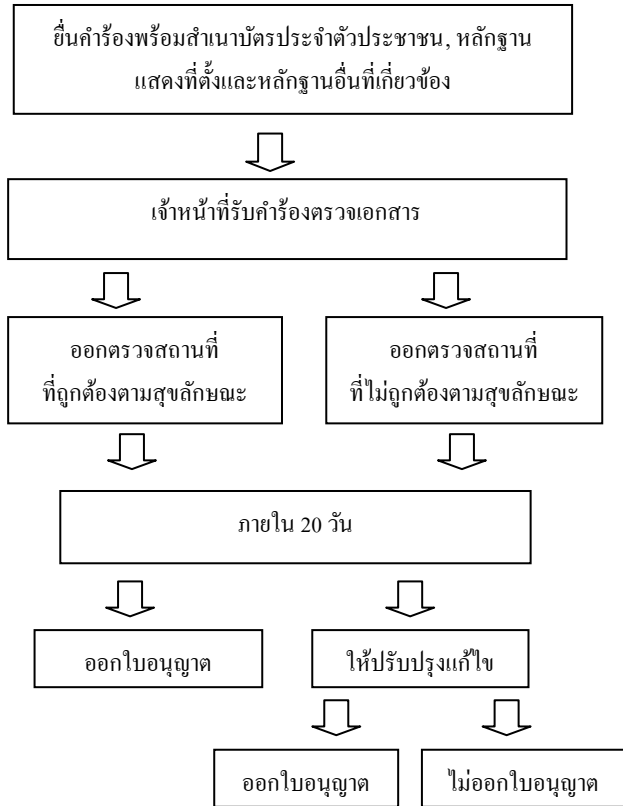 ยื่นคำร้องพร้อมสำเนาบัตรประจำตัวประชาชน, หลักฐาน
แสดงที่ตั้งและหลักฐานอื่นที่เกี่ยวข้อง
เจ้าหน้าที่รับคำร้องตรวจเอกสาร
ออกตรวจสถานที่
ที่ถูกต้องตามสุขลักษณะ
ออกตรวจสถานที่
ที่ไม่ถูกต้องตามสุขลักษณะ
ภายใน 20 วัน
ออกใบอนุญาต
ให้ปรับปรุงแก้ไข
ออกใบอนุญาต
ไม่ออกใบอนุญาต